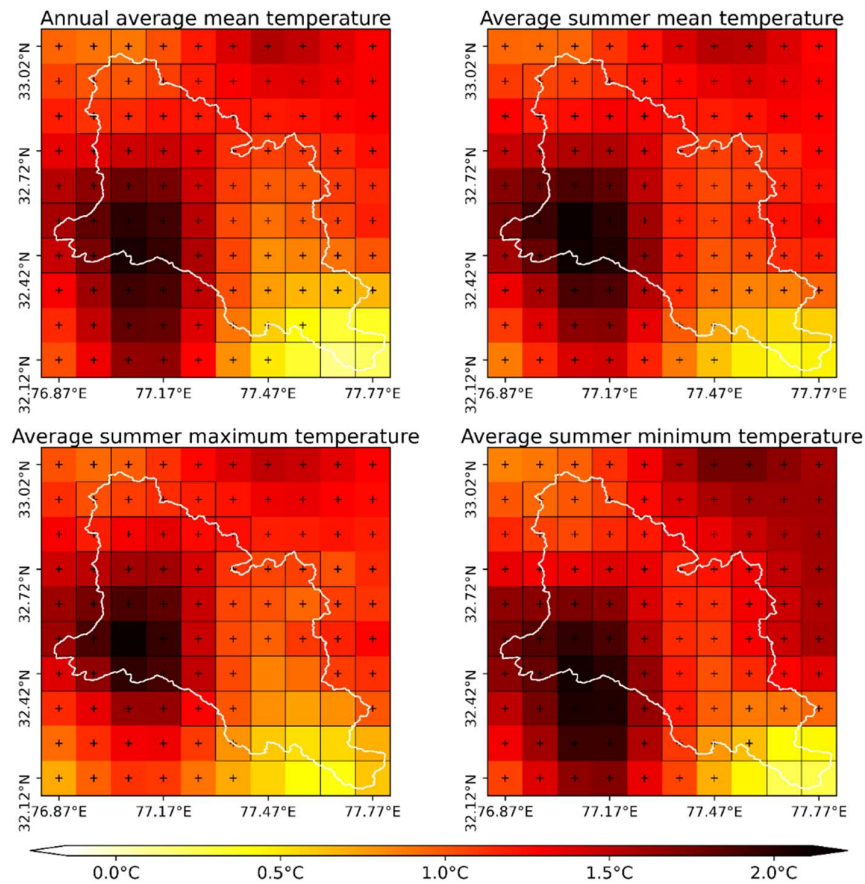 Annual average mean temperature
Average summer mean temperature
33.02°N
32.72°N
32.42°N
32.12°N
76.87°E 77.17°E 77.47°E 77.77°E
33.02°N
32.72°N
32.42°N
32.12°N
76.87°E 77.17°E 77.47°E 77.77°E
Average summer maximum temperature
Average summer minimum temperature
33.02°N
32.72°N
32.42°N
32.12°N
76.87°E 77.17°E 77.47°E 77.77°E
33.02°N
32.72°N
32.42°N
32.12°N
76.87°E 77.17°E 77.47°E 77.77°E
0.0°C 0.5°C 1.0°C 1.5°C 2.0°C